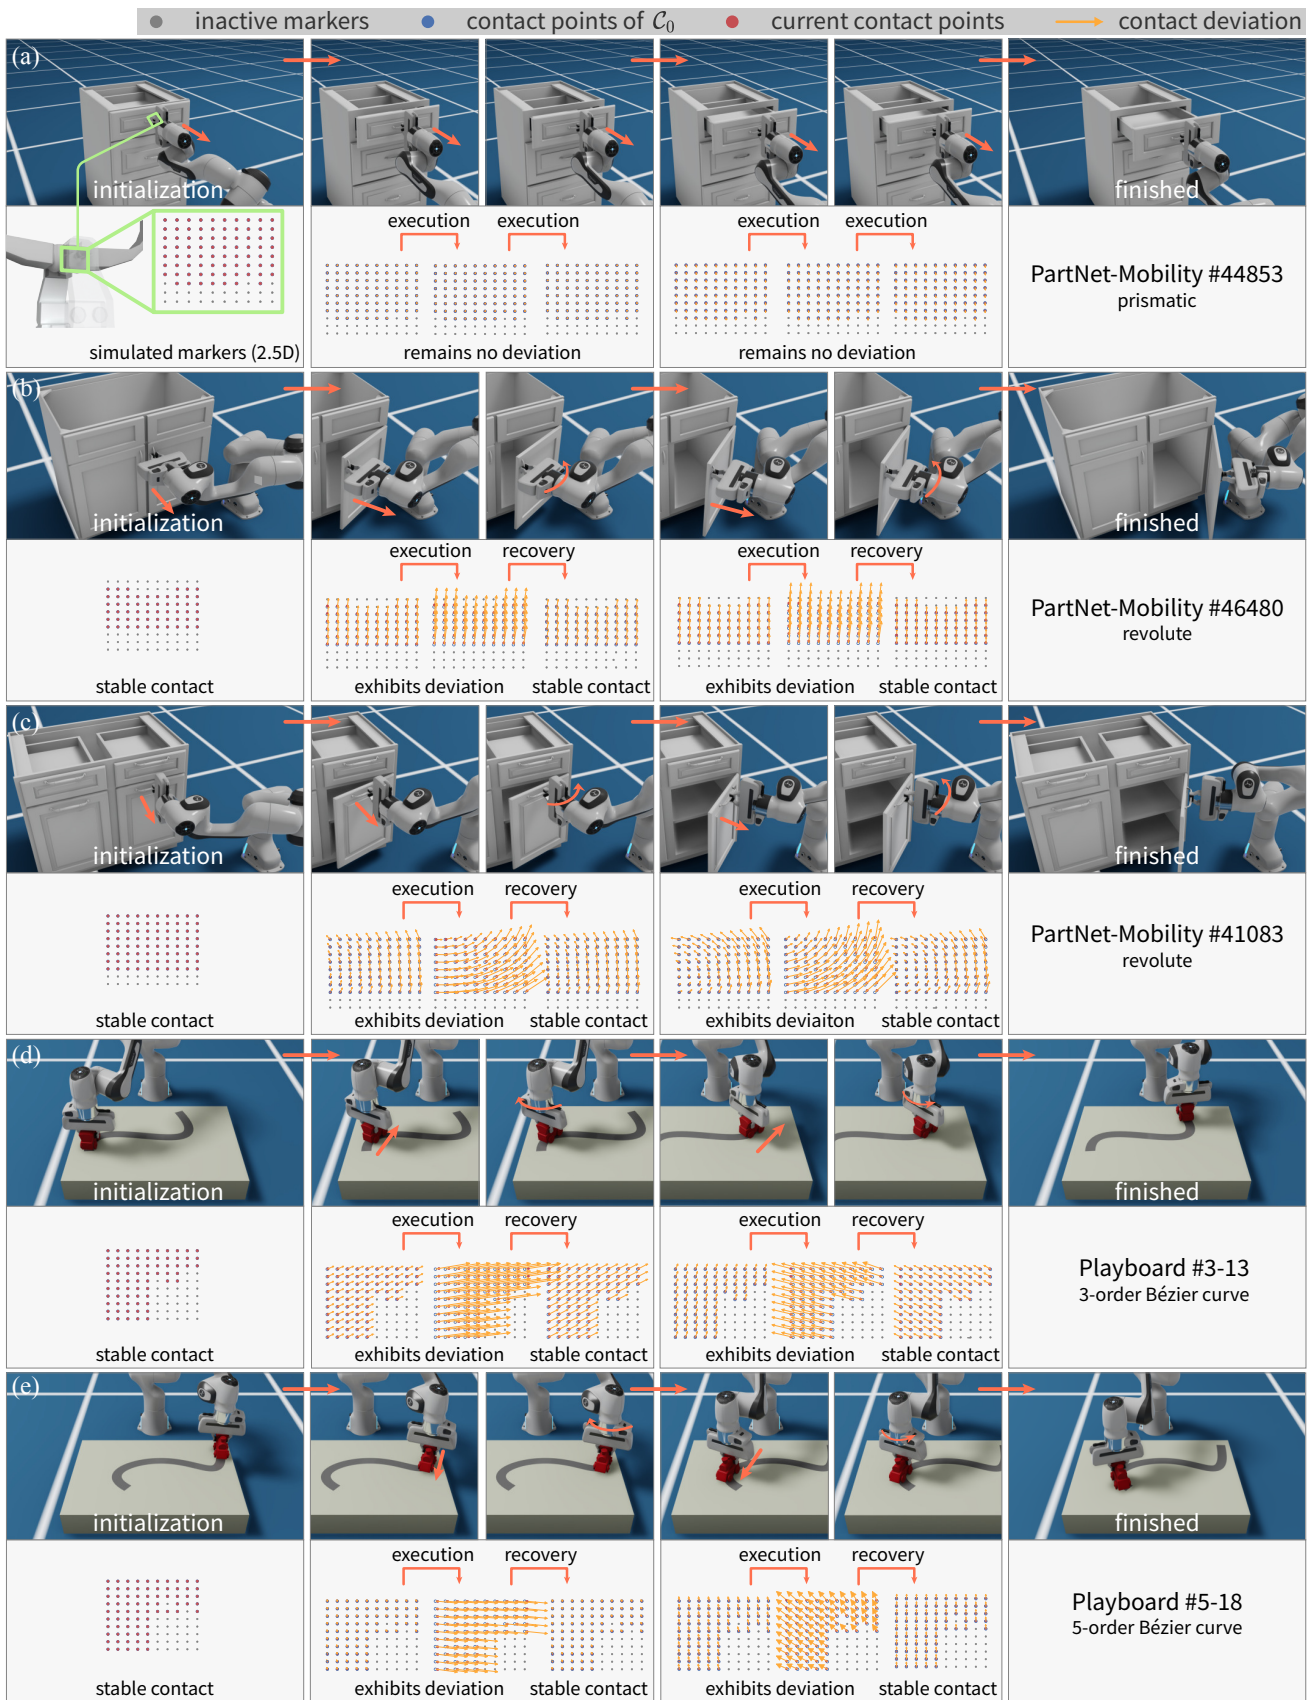 inactive markers contact points of C₀ current contact points contact deviation
(a)
initialization
finished
execution execution execution execution
simulated markers (2.5D)
remains no deviation
remains no deviation
PartNet-Mobility #44853
prismatic
(b)
initialization
finished
execution recovery execution recovery
stable contact
exhibits deviation stable contact
exhibits deviation stable contact
PartNet-Mobility #46480
revolute
(c)
initialization
finished
execution recovery execution recovery
stable contact
exhibits deviation stable contact
exhibits deviaiton stable contact
PartNet-Mobility #41083
revolute
(d)
initialization
finished
execution recovery execution recovery
stable contact
exhibits deviation stable contact
exhibits deviation stable contact
Playboard #3-13
3-order Bézier curve
(e)
initialization
finished
execution recovery execution recovery
stable contact
exhibits deviation stable contact
exhibits deviation stable contact
Playboard #5-18
5-order Bézier curve